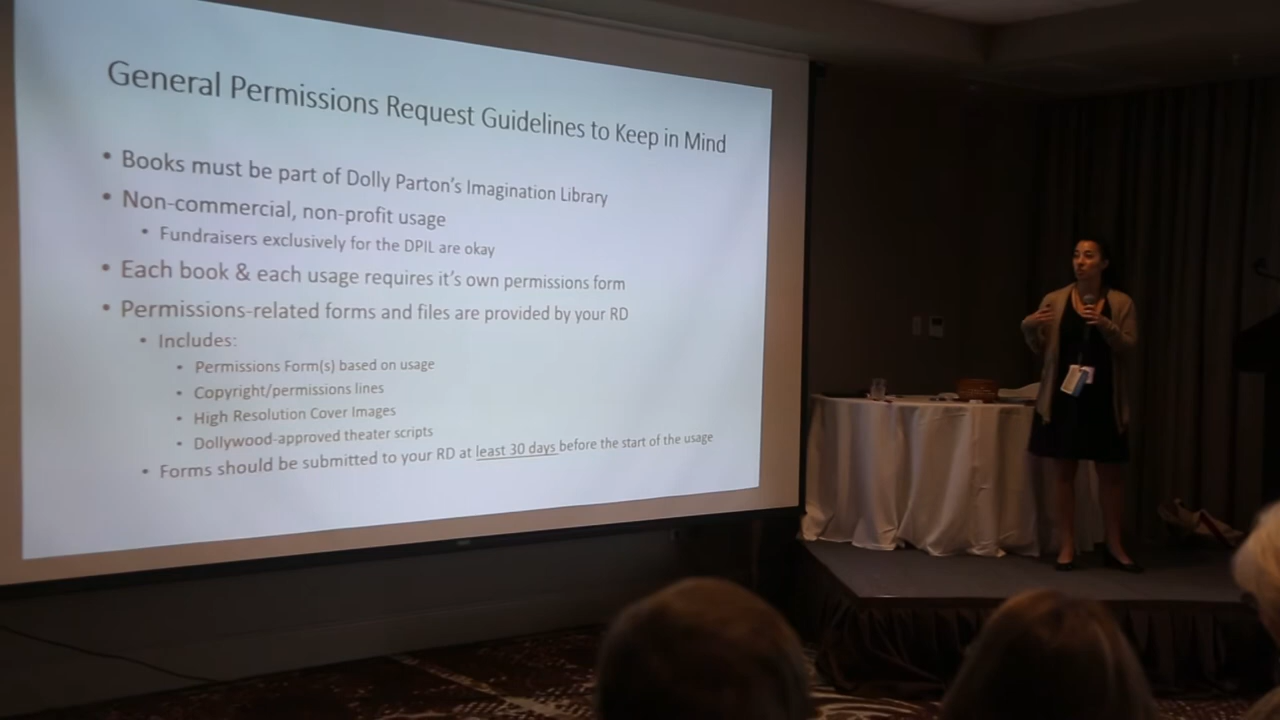 General Permissions Request Guidelines to Keep in Mind
• Books must be part of Dolly Parton's Imagination Library
• Non-commercial, non-profit usage
• Fundraisers exclusively for the DPIL are okay
• Each book & each usage requires it's own permissions form
• Permissions-related forms and files are provided by your RD
• Includes:
• Permissions Form(s) based on usage
• Copyright/permissions lines
• High Resolution Cover Images
• Dollywood-approved theater scripts
• Forms should be submitted to your RD at least 30 days before the start of the usage